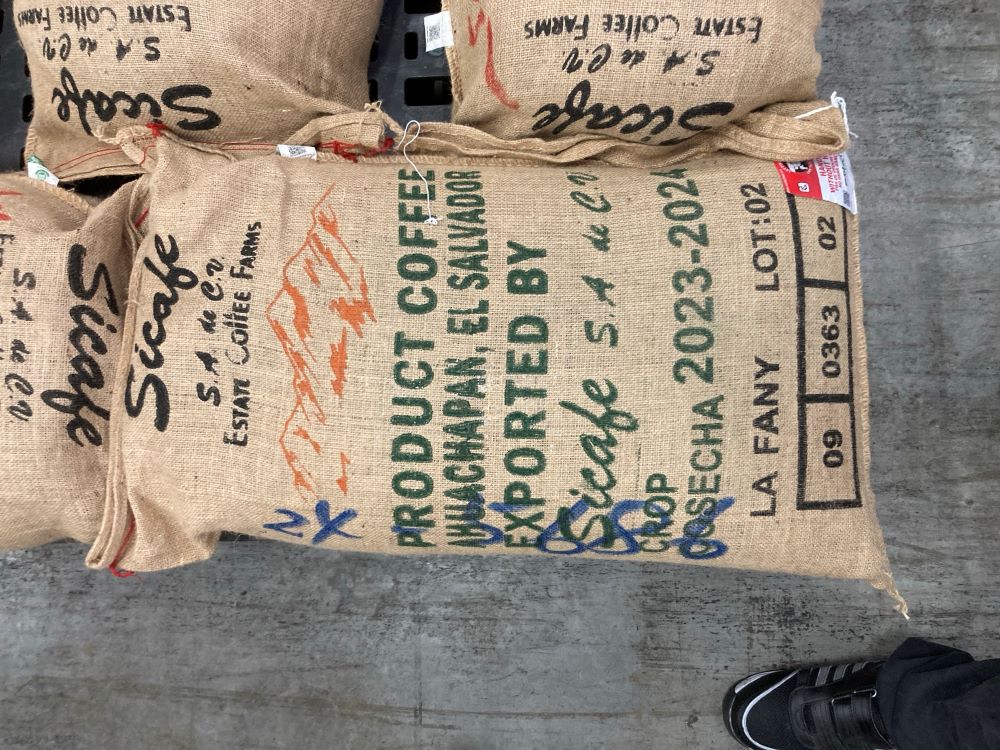 Sicafe
S.A. de C.V.
ESTATE Coffee FARMS
PRODUCT COFFEE
AHUACHAPAN, EL SALVADOR
EXPORTED BY
Sicafe S.A de C.V
CROP
COSECHA 2023-2024
LA FANY LOT:02
09 0363 02
2X
Sicafe
S.A. de C.V
ESTATE Coffee FARMS
Sicafe
S.A. de C.V
ESTATE Coffee FARMS
Sicafe
S.A. de C.V.